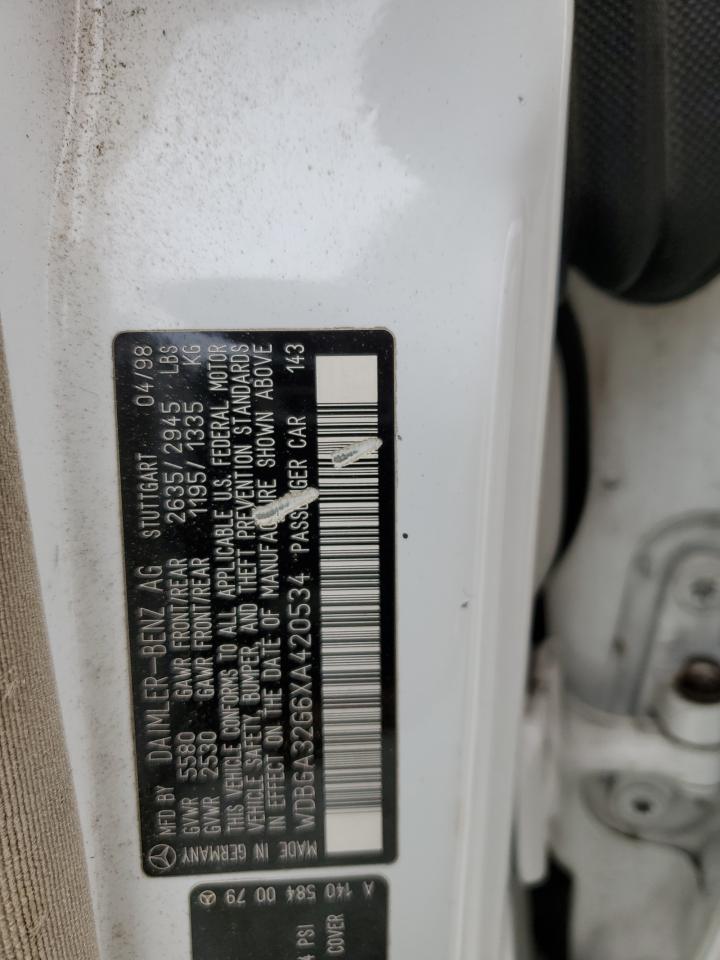 MFD BY DAIMLER-BENZ AG STUTTGART 04/98
GVWR 5580 GAWR FRONT/REAR 2635/2945 LBS
GVWR 2530 GAWR FRONT/REAR 1195/1335 KG
THIS VEHICLE CONFORMS TO ALL APPLICABLE U.S. FEDERAL MOTOR
VEHICLE SAFETY, BUMPER, AND THEFT PREVENTION STANDARDS
IN EFFECT ON THE DATE OF MANUFACTURE SHOWN ABOVE
WDBGA32G6XA420534 PASSENGER CAR 143
MADE IN GERMANY
A 140 584 00 79
4 PSI
COVER